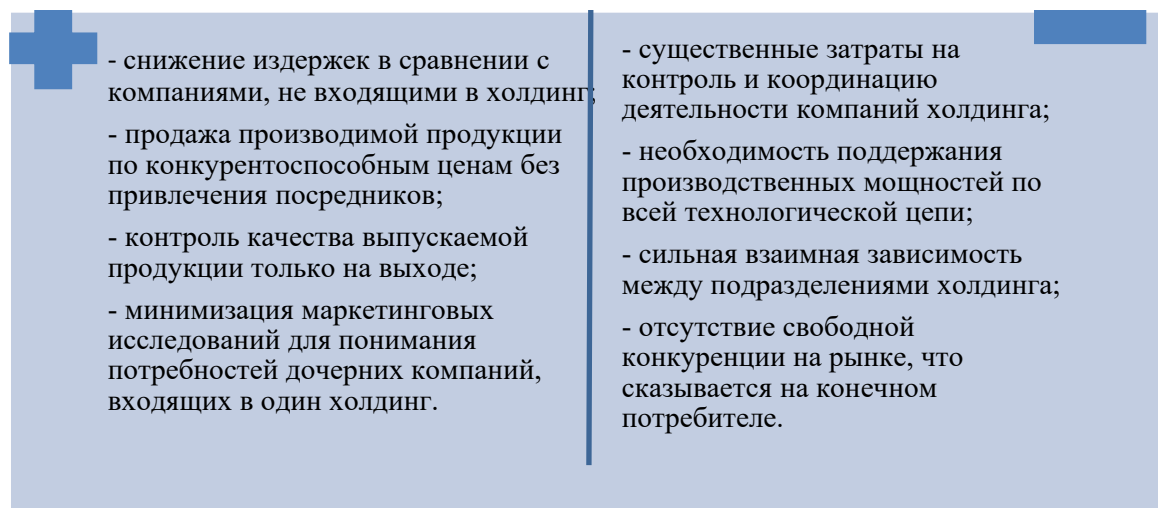 - снижение издержек в сравнении с
компаниями, не входящими в холдинг;
- продажа производимой продукции
по конкурентоспособным ценам без
привлечения посредников;
- контроль качества выпускаемой
продукции только на выходе;
- минимизация маркетинговых
исследований для понимания
потребностей дочерних компаний,
входящих в один холдинг.
- существенные затраты на
контроль и координацию
деятельности компаний холдинга;
- необходимость поддержания
производственных мощностей по
всей технологической цепи;
- сильная взаимная зависимость
между подразделениями холдинга;
- отсутствие свободной
конкуренции на рынке, что
сказывается на конечном
потребителе.